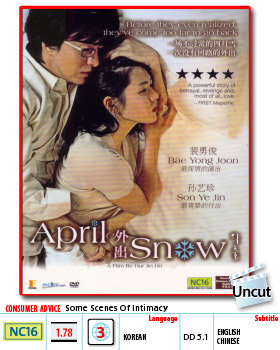 Before they even realized,
they've come too far to go back
A powerful story of
betrayal, revenge and,
most of all, love.
- FIRST Magazine
裴勇俊
Bae Yong Joon
孙艺珍
Son Ye Jin
April 外出 Snow
A Film By Hur Jin Ho
NC16
DVD
Uncut
CONSUMER ADVICE Some Scenes Of Intimacy
Language Subtitle
NC16 1.78 3 KOREAN DD 5.1 ENGLISH
CHINESE